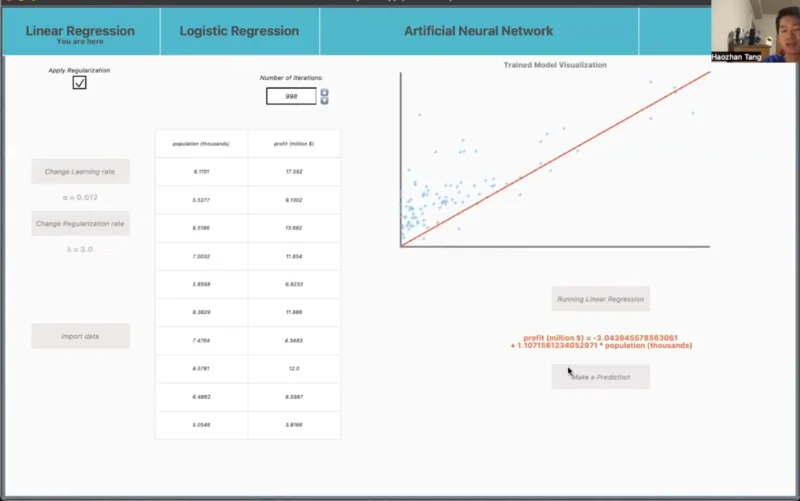 Linear Regression
You are here
Logistic Regression
Artificial Neural Network
Haozhan Tang
Apply Regularization
Number of Iterations:
998
Trained Model Visualization
population (thousands) profit (million $)
6.1101 17.592
5.5277 9.1302
8.5186 13.662
7.0032 11.854
5.8598 6.8233
8.3829 11.886
7.4764 4.3483
8.5781 12.0
6.4862 6.5987
5.0546 3.8166
Change Learning rate
α = 0.012
Change Regularization rate
λ = 3.0
import data
Running Linear Regression
profit (million $) = -3.043945578563061
+ 1.1071561234052971 * population (thousands)
Make a Prediction